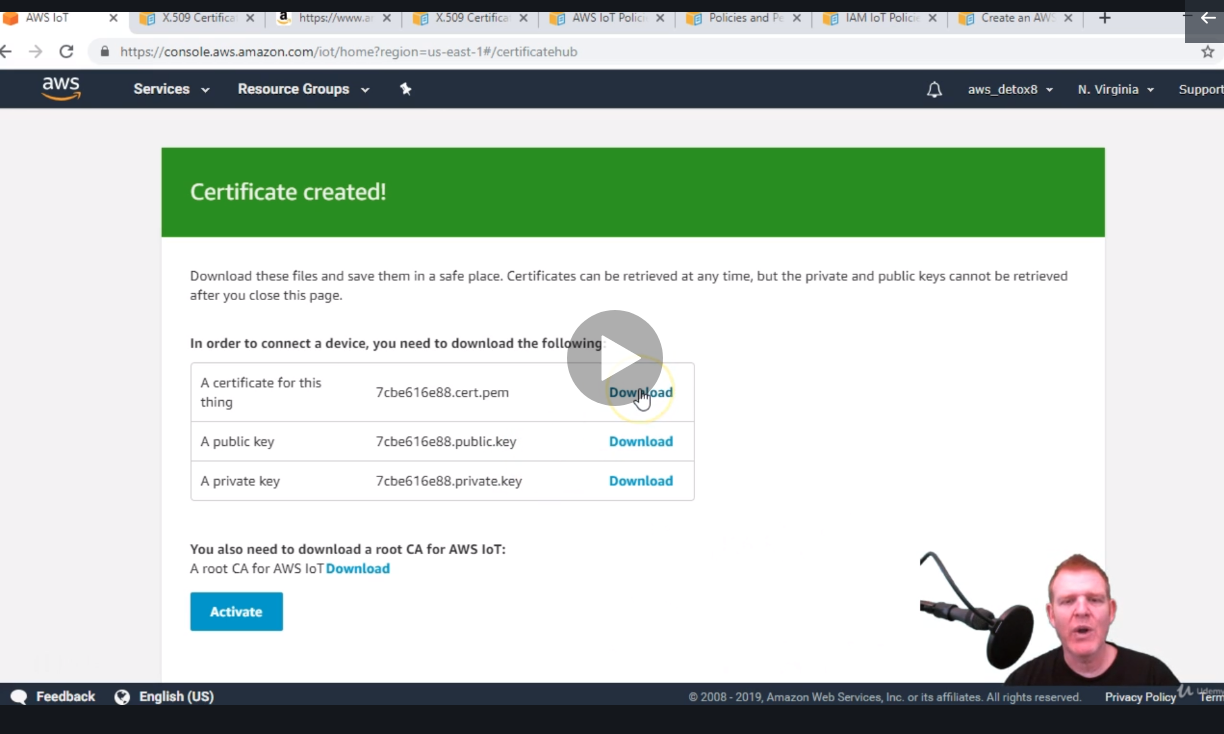 AWS IoT
X.509 Certifica
https://www.a
X.509 Certifica
AWS IoT Polici
Policies and Pe
IAM IoT Policie
Create an AWS
https://console.aws.amazon.com/iot/home?region=us-east-1#/certificatehub
aws Services Resource Groups aws_detox8 N. Virginia Support
Certificate created!
Download these files and save them in a safe place. Certificates can be retrieved at any time, but the private and public keys cannot be retrieved
after you close this page.
In order to connect a device, you need to download the following:
A certificate for this
thing
7cbe616e88.cert.pem Download
A public key 7cbe616e88.public.key Download
A private key 7cbe616e88.private.key Download
You also need to download a root CA for AWS IoT:
A root CA for AWS IoT Download
Activate
Feedback English (US) © 2008 - 2019, Amazon Web Services, Inc. or its affiliates. All rights reserved. Privacy Policy Term
Udemy